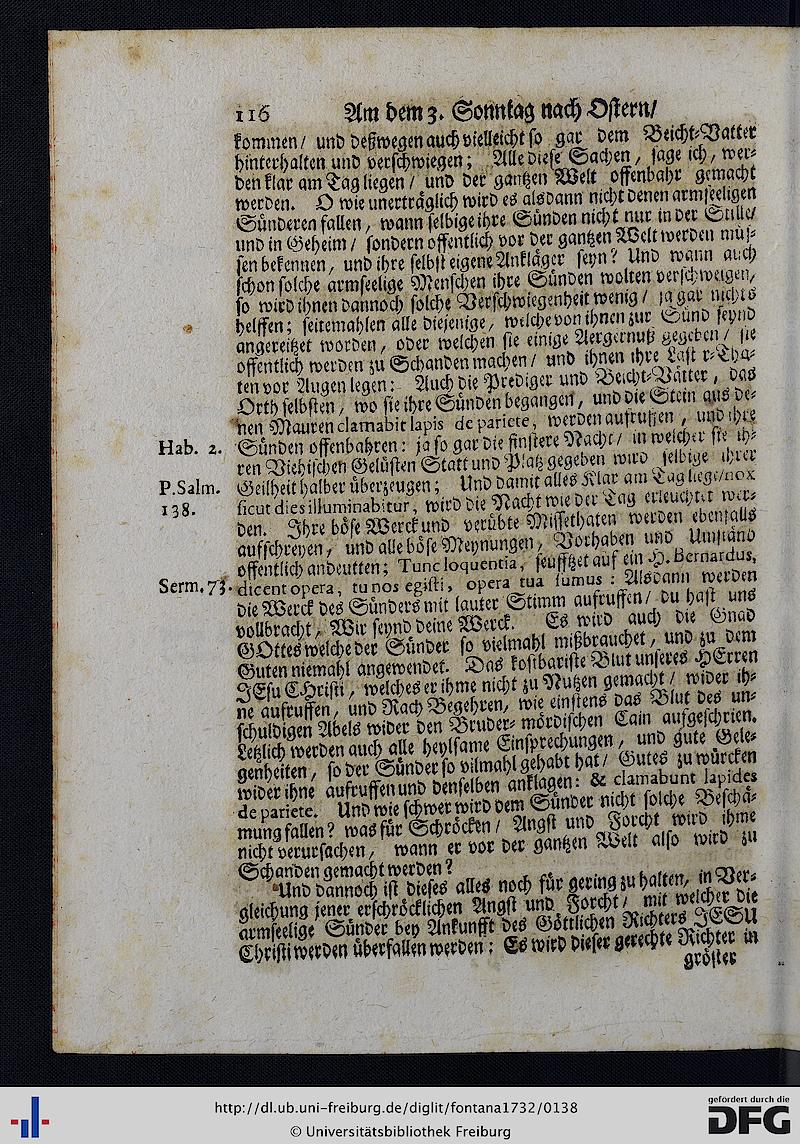 116 Am dem 3. Sonntag nach Ostern/
kommen/ und deßwegen auch vielleicht so gar dem Beicht-Vatter
hinterhalten und verschwiegen; Alle diese Sachen, sage ich, wer-
den klar am Tag liegen/ und der gantzen Welt offenbahr gemacht
werden. O wie unerträglich wird es alsdann nicht denen armseeligen
Sünderen fallen, wann selbige ihre Sünden nicht nur in der Stille/
und in Geheim/ sondern offentlich vor der gantzen Welt werden müs-
sen bekennen, und ihre selbst eigene Ankläger seyn? Und wann auch
schon solche armseelige Menschen ihre Sünden wolten verschweigen,
so wird ihnen dannoch solche Verschwiegenheit wenig/ ja gar nichts
helffen; seitemahlen alle diejenige, welche von ihnen zur Sünd seynd
angereitzet worden, oder welchen sie einige Aergernuß gegeben/ sie
offentlich werden zu Schanden machen/ und ihnen ihre Laster-Tha-
ten vor Augen legen: Auch die Prediger und Beicht-Vätter, das
Orth selbsten, wo sie ihre Sünden begangen, und die Stein aus de-
nen Mauren clamabit lapis de pariete, werden aufruffen, und ihre
Hab. 2. Sünden offenbahren: ja so gar die finstere Nacht/ in welcher sie ih-
ren Viehischen Gelüsten Statt und Platz gegeben wird selbige ihrer
P.Salm. Geilheit halber überzeugen; Und damit alles Klar am Tag liege/nox
138. sicut dies illuminabitur, wird die Nacht wie der Tag erleuchtet wer-
den. Ihre böse Werck und verübte Missethaten werden ebenfalls
aufschreyen, und alle böse Meynungen, Vorhaben und Umständ
offentlich andeutten; Tunc loquentia, seufftzet auf ein H. Bernardus,
Serm. 73. dicent opera, tu nos egisti, opera tua sumus: Alsdann werden
die Werck des Sünders mit lauter Stimm aufruffen/ du hast uns
vollbracht, Wir seynd deine Werck. Es wird auch die Gnad
GOttes welche der Sünder so vielmahl mißbrauchet, und zu dem
Guten niemahl angewendet. Das kostbariste Blut unseres HErren
JEsu CHristi, welches er ihme nicht zu Nutzen gemacht/ wider ih-
ne aufruffen, und Rach Begehren, wie einstens das Blut des un-
schuldigen Abels wider den Bruder-mördischen Cain aufgeschrien.
Letzlich werden auch alle heylsame Einsprechungen, und gute Gele-
genheiten, so der Sünder so vilmahl gehabt hat/ Gutes zu würcken
wider ihne aufruffen und denselben anklagen: & clamabunt lapides
de pariete. Und wie schwer wird dem Sünder nicht solche Beschä-
mung fallen? was für Schröcken/ Angst und Forcht wird ihme
nicht verursachen, wann er vor der gantzen Welt also wird zu
Schanden gemacht werden?
Und dannoch ist dieses alles noch für gering zu halten, in Ver-
gleichung jener erschröcklichen Angst und Forcht/ mit welcher die
armseelige Sünder bey Ankunfft des Göttlichen Richters JESU
Christi werden überfallen werden: Es wird dieser gerechte Richter in
gröster
http://dl.ub.uni-freiburg.de/diglit/fontana1732/0138
© Universitätsbibliothek Freiburg
gefördert durch die
DFG